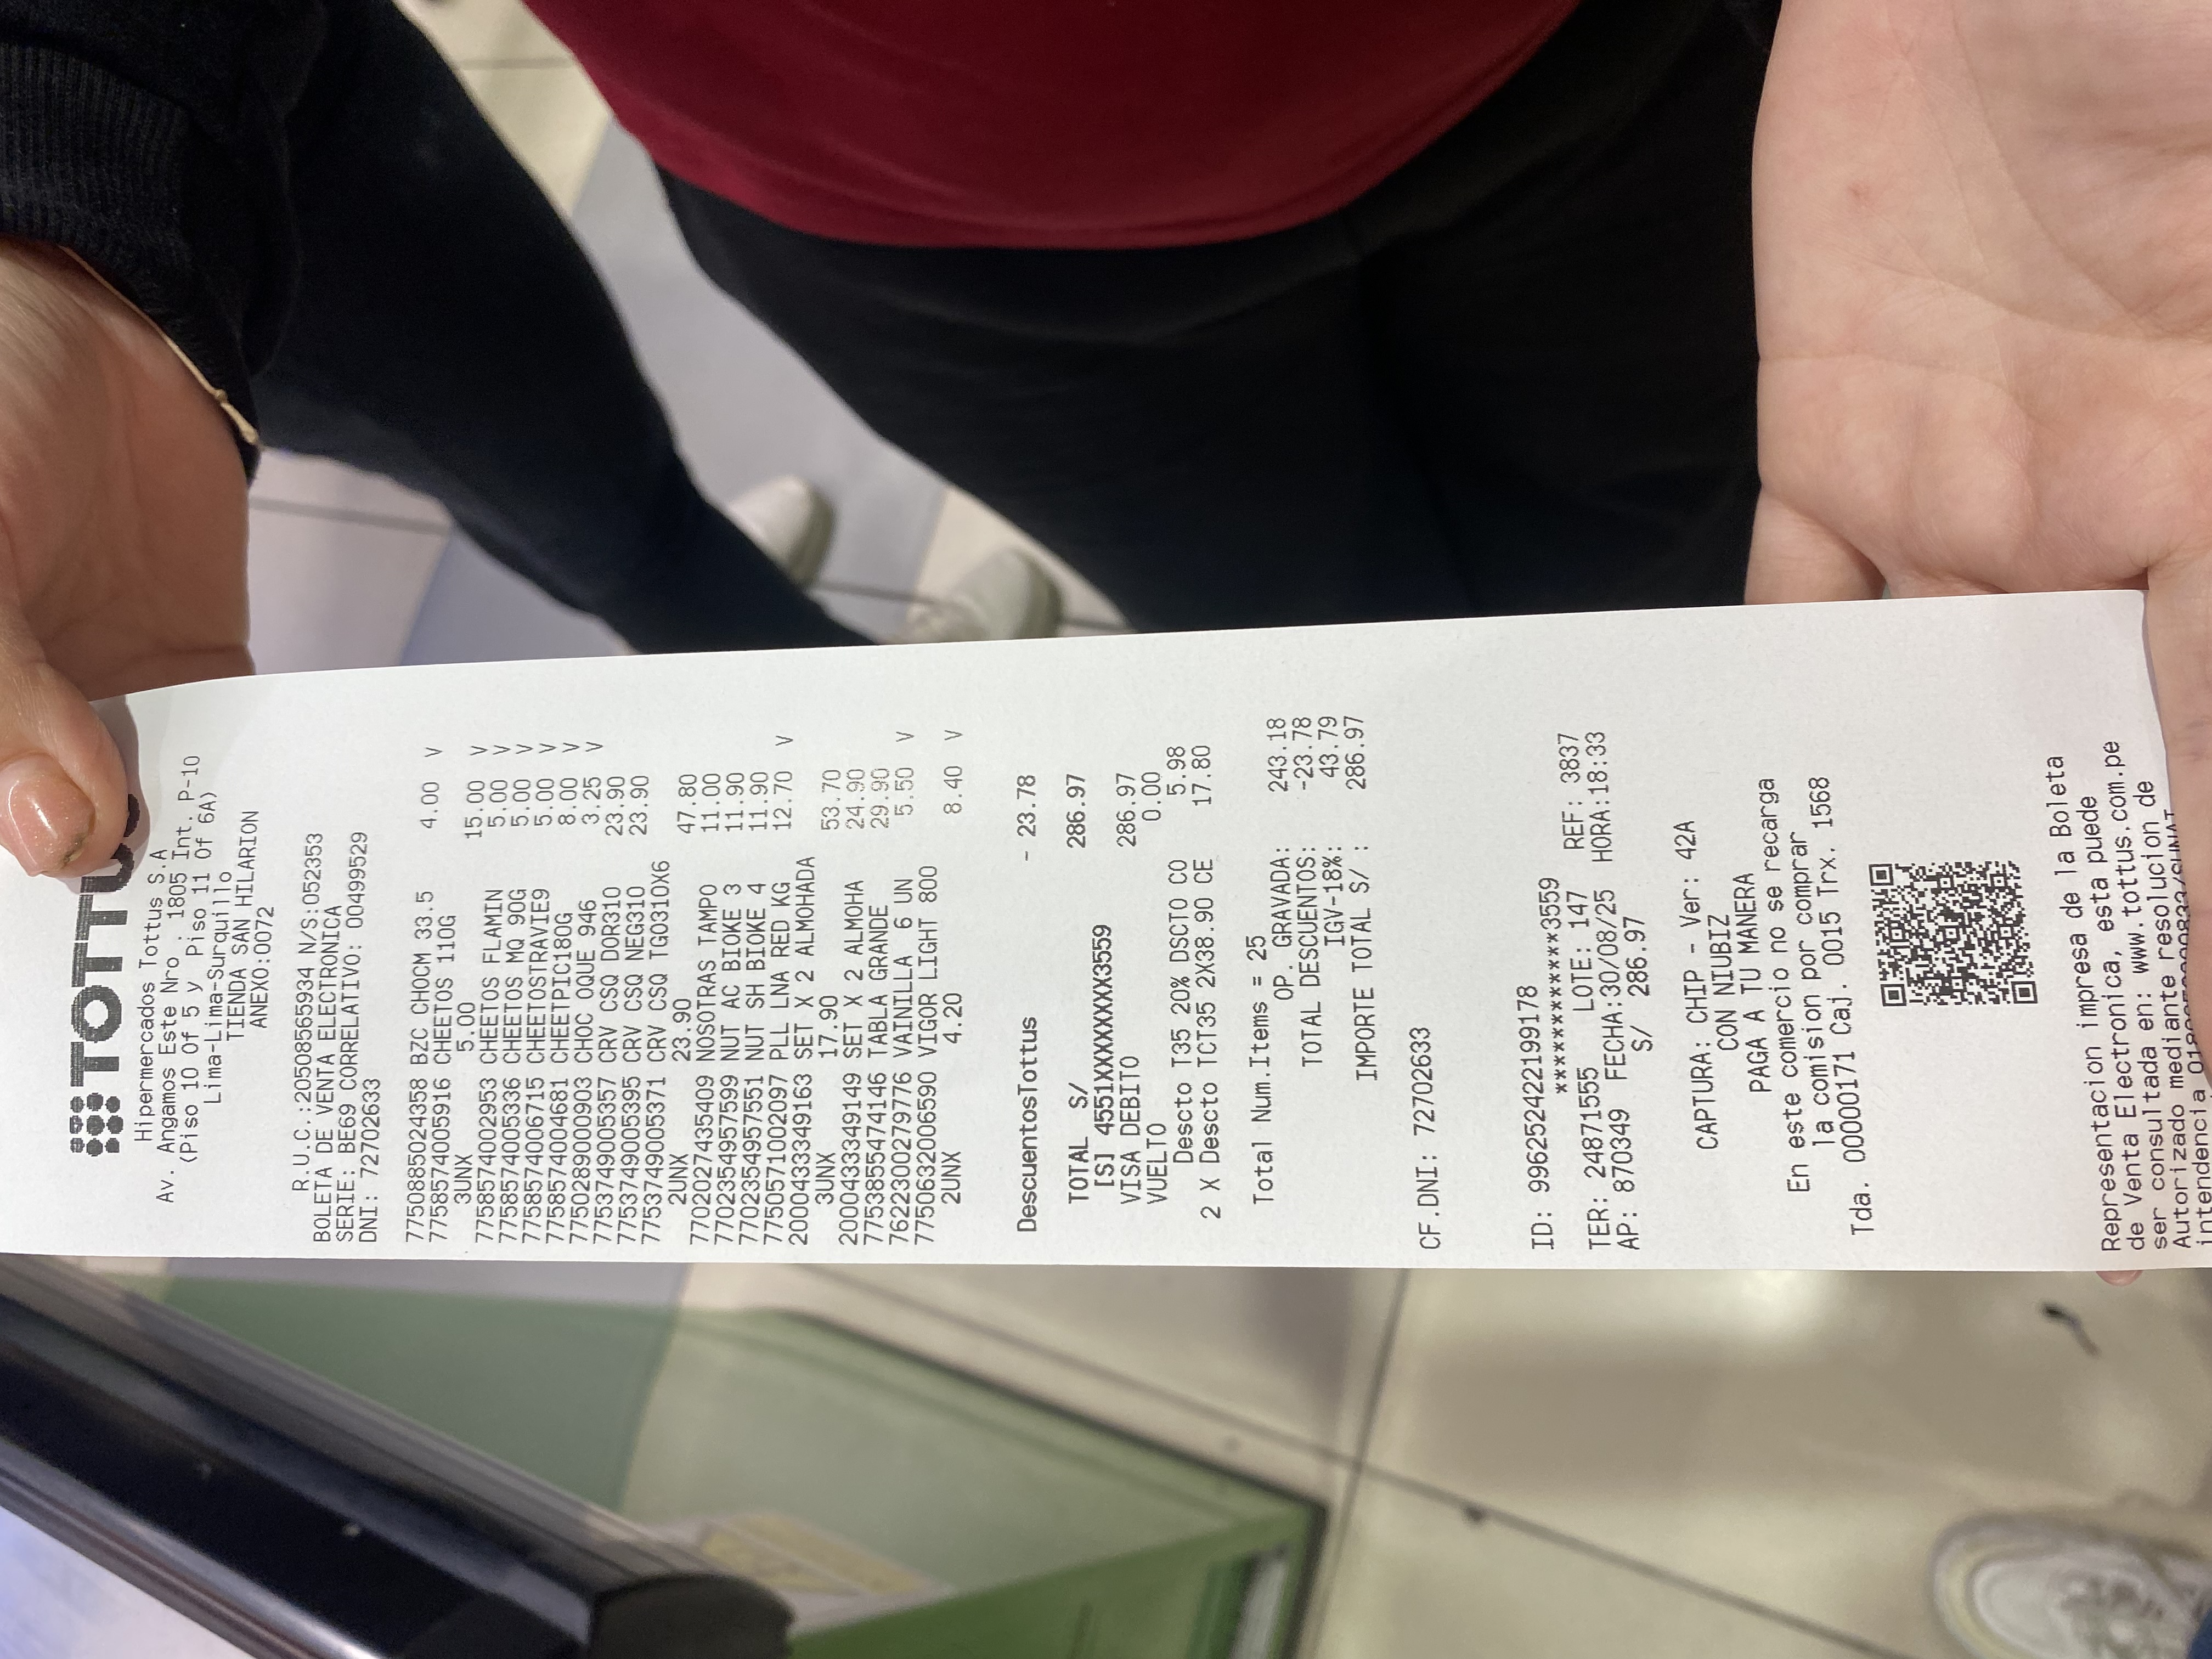 TOTTUS
Hipermercados Tottus S.A
Av. Angamos Este Nro . 1805 Int. P-10
(Piso 10 Of 5 y Piso 11 Of 6A)
Lima-Lima-Surquillo
TIENDA SAN HILARION
ANEXO:0072
R.U.C.:20508565934 N/S:052353
BOLETA DE VENTA ELECTRONICA
SERIE: BE69 CORRELATIVO: 00499529
DNI: 72702633
7750885024358 BZC CHOCM 33.5 4.00 V
7758574005916 CHEETOS 110G
3UNX 5.00 15.00 V
7758574002953 CHEETOS FLAMIN 5.00 V
7758574005336 CHEETOS MQ 90G 5.00 V
7758574006715 CHEETOSTRAVIE9 5.00 V
7758574004681 CHEETPIC180G 8.00 V
7750289000903 CHOC OQUE 946 3.25 V
7753749005357 CRV CSQ DOR310 23.90
7753749005395 CRV CSQ NEG310 23.90
7753749005371 CRV CSQ TGO310X6
2UNX 23.90 47.80
7702027435409 NOSOTRAS TAMPO 11.00
7702354957599 NUT AC BIOKE 3 11.90
7702354957551 NUT SH BIOKE 4 11.90
7750571002097 PLL LNA RED KG 12.70 V
2000433349163 SET X 2 ALMOHADA
3UNX 17.90 53.70
2000433349149 SET X 2 ALMOHA 24.90
7753855474146 TABLA GRANDE 29.90
7622300279776 VAINILLA 6 UN 5.50 V
7750632006590 VIGOR LIGHT 800
2UNX 4.20 8.40 V
DescuentosTottus - 23.78
TOTAL S/ 286.97
[S] 4551XXXXXXXX3559
VISA DEBITO 286.97
VUELTO 0.00
Descto T35 20% DSCTO CO 5.98
2 X Descto TCT35 2X38.90 CE 17.80
Total Num.Items = 25
OP. GRAVADA: 243.18
TOTAL DESCUENTOS: -23.78
IGV-18%: 43.79
IMPORTE TOTAL S/ : 286.97
CF.DNI: 72702633
ID: 996252422199178
************3559
TER: 24871555 LOTE: 147 REF: 3837
AP: 870349 FECHA:30/08/25 HORA:18:33
S/ 286.97
CAPTURA: CHIP - Ver: 42A
CON NIUBIZ
PAGA A TU MANERA
En este comercio no se recarga
la comision por comprar
Tda. 00000171 Caj. 0015 Trx. 1568
Representacion impresa de la Boleta
de Venta Electronica, esta puede
ser consultada en: www.tottus.com.pe
Autorizado mediante resolucion de
intendencia